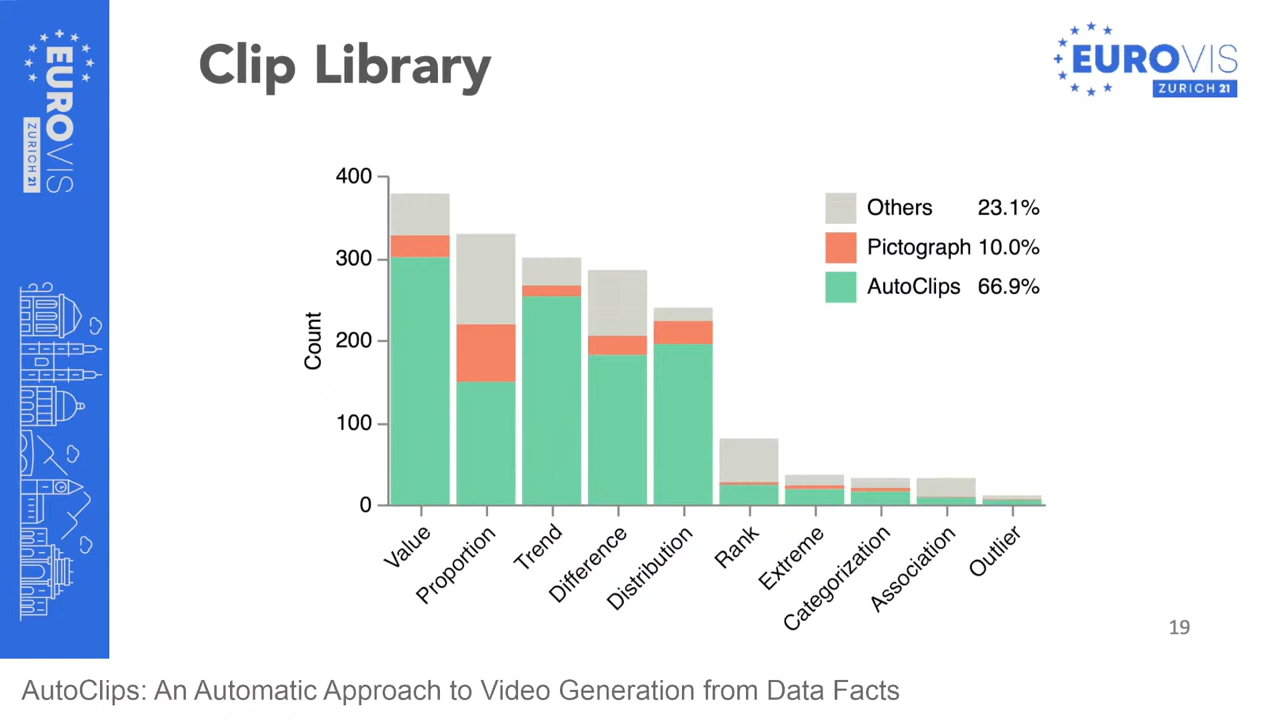 EUROVIS
ZURICH 21
Clip Library
EUROVIS
ZURICH 21
400
300
200
100
0
Count
Others 23.1%
Pictograph 10.0%
AutoClips 66.9%
Value
Proportion
Trend
Difference
Distribution
Rank
Extreme
Categorization
Association
Outlier
19
AutoClips: An Automatic Approach to Video Generation from Data Facts